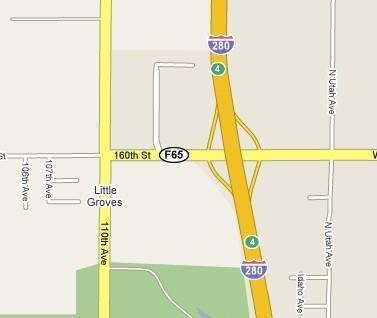 280
4
N Utah Ave
St
160th St
F65
W
106th Ave
107th Ave
Little
Groves
110th Ave
N Utah Ave
4
280
Idaho Ave